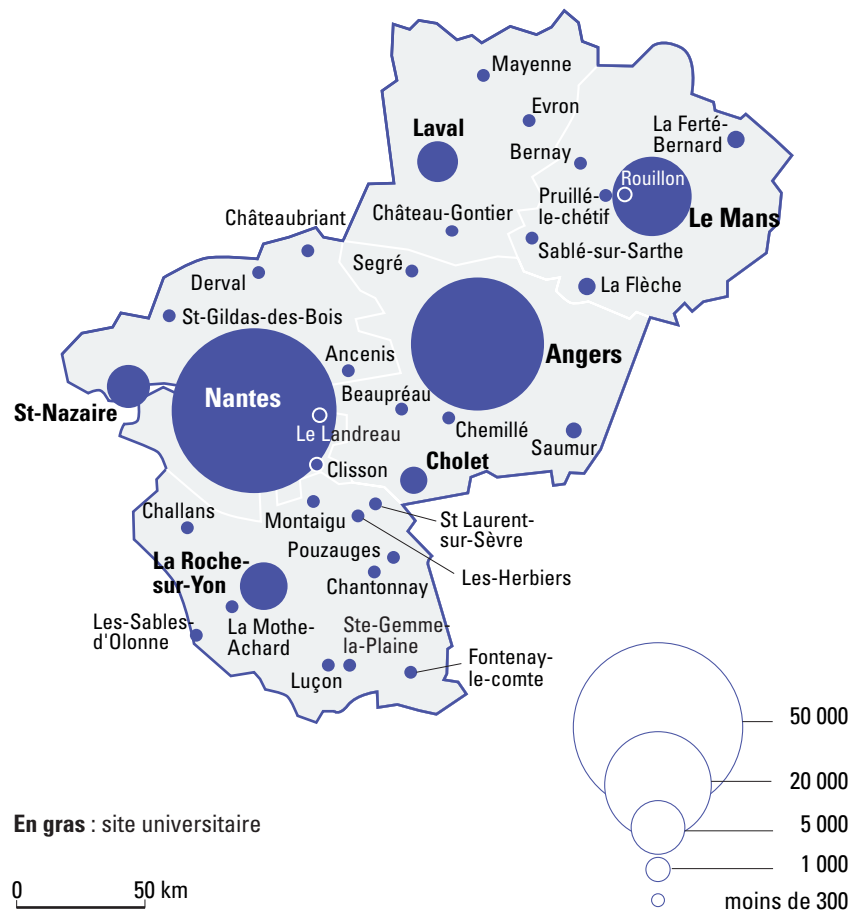 Mayenne
Evron
Laval
La Ferté-
Bernard
Bernay
Rouillon
Pruillé-
le-chétif
Le Mans
Châteaubriant
Château-Gontier
Sablé-sur-Sarthe
Derval
Segré
La Flèche
St-Gildas-des-Bois
Ancenis
Angers
Nantes
Beaupréau
St-Nazaire
Le Landreau
Chemillé
Saumur
Clisson
Cholet
Challans
Montaigu
St Laurent-
sur-Sèvre
Pouzauges
La Roche-
sur-Yon
Chantonnay
Les-Herbiers
Les-Sables-
d'Olonne
La Mothe-
Achard
Ste-Gemme-
la-Plaine
Luçon
Fontenay-
le-comte
50 000
20 000
5 000
1 000
moins de 300
En gras : site universitaire
0 50 km